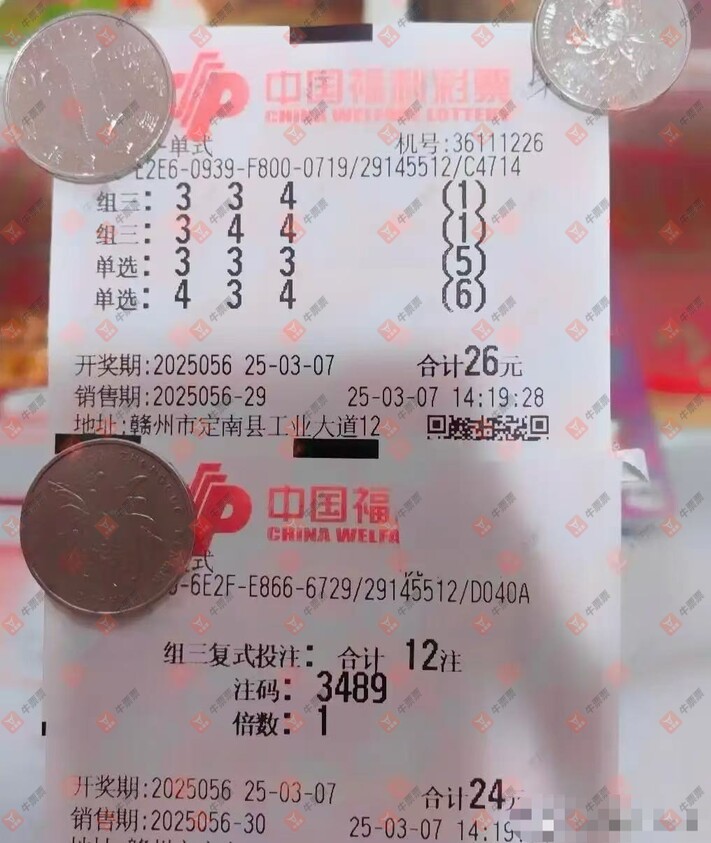 中国福利彩票
CHINA WELFARE LOTTERY
单式 机号:36111226
E2E6-0939-F800-0719/29145512/C4714
组三: 3 3 4 (1)
组三: 3 4 4 (1)
单选: 3 3 3 (5)
单选: 4 3 4 (6)
开奖期:2025056 25-03-07 合计26元
销售期:2025056-29 25-03-07 14:19:28
地址:赣州市定南县工业大道12
中国福
CHINA WELFA
式
-6E2F-E866-6729/29145512/D040A
组三复式投注: 合计 12注
注码: 3489
倍数: 1
开奖期:2025056 25-03-07 合计24元
销售期:2025056-30 25-03-07 14:19
牛票票